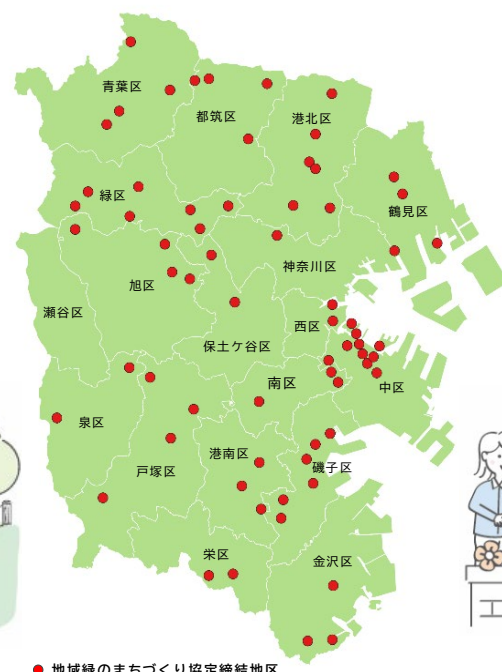 青葉区
都筑区
港北区
緑区
鶴見区
神奈川区
旭区
瀬谷区
西区
保土ケ谷区
南区
中区
泉区
港南区
戸塚区
磯子区
栄区
金沢区
地域緑のまちづくり協定締結地区